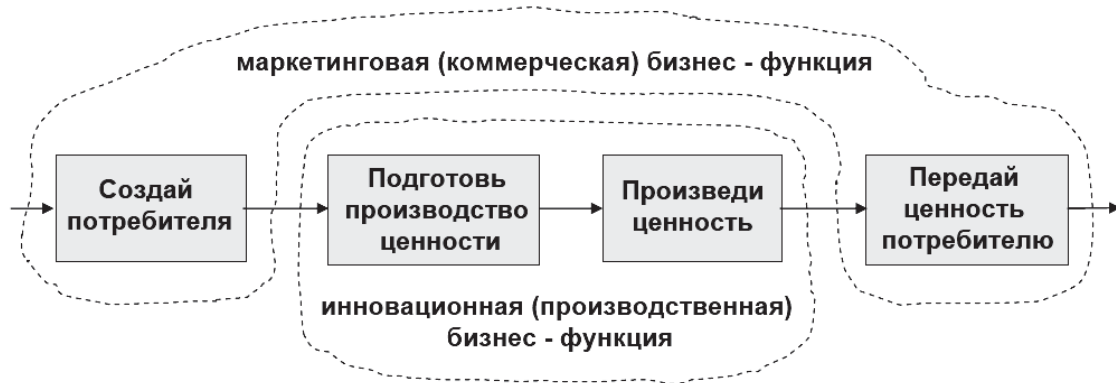 маркетинговая (коммерческая) бизнес - функция
Создай
потребителя
Подготовь
производство
ценности
Произведи
ценность
Передай
ценность
потребителю
инновационная (производственная)
бизнес - функция